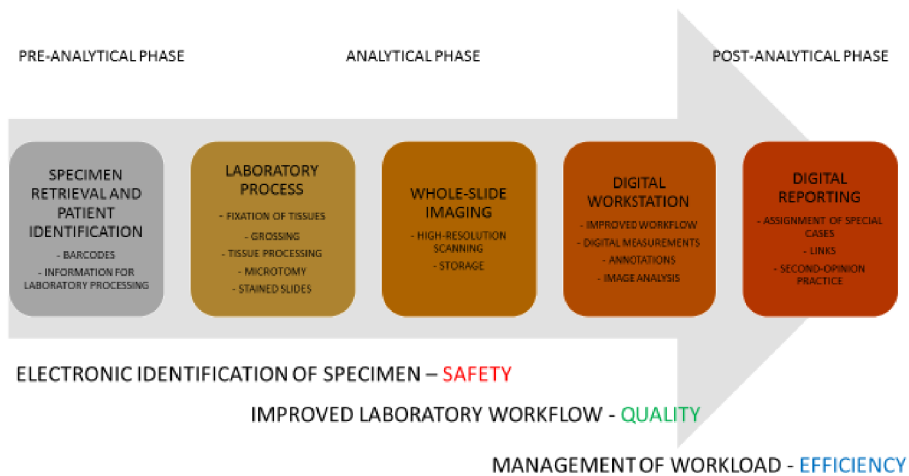 PRE-ANALYTICAL PHASE
ANALYTICAL PHASE
POST-ANALYTICAL PHASE
SPECIMEN
RETRIEVAL AND
PATIENT
IDENTIFICATION
- BARCODES
- INFORMATION FOR
LABORATORY PROCESSING
LABORATORY
PROCESS
- FIXATION OF TISSUES
- GROSSING
- TISSUE PROCESSING
- MICROTOMY
- STAINED SLIDES
WHOLE-SLIDE
IMAGING
- HIGH-RESOLUTION
SCANNING
- STORAGE
DIGITAL
WORKSTATION
- IMPROVED WORKFLOW
- DIGITAL MEASUREMENTS
- ANNOTATIONS
- IMAGE ANALYSIS
DIGITAL
REPORTING
- ASSIGNMENT OF SPECIAL
CASES
- LINKS
- SECOND-OPINION
PRACTICE
ELECTRONIC IDENTIFICATION OF SPECIMEN – SAFETY
IMPROVED LABORATORY WORKFLOW - QUALITY
MANAGEMENT OF WORKLOAD - EFFICIENCY